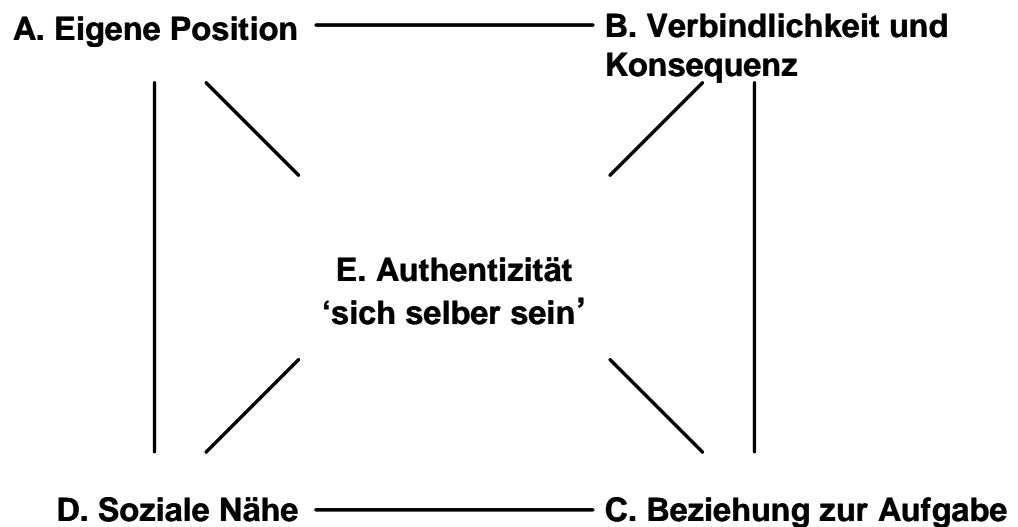 A. Eigene Position
B. Verbindlichkeit und
Konsequenz
E. Authentizität
‘sich selber sein’
D. Soziale Nähe
C. Beziehung zur Aufgabe